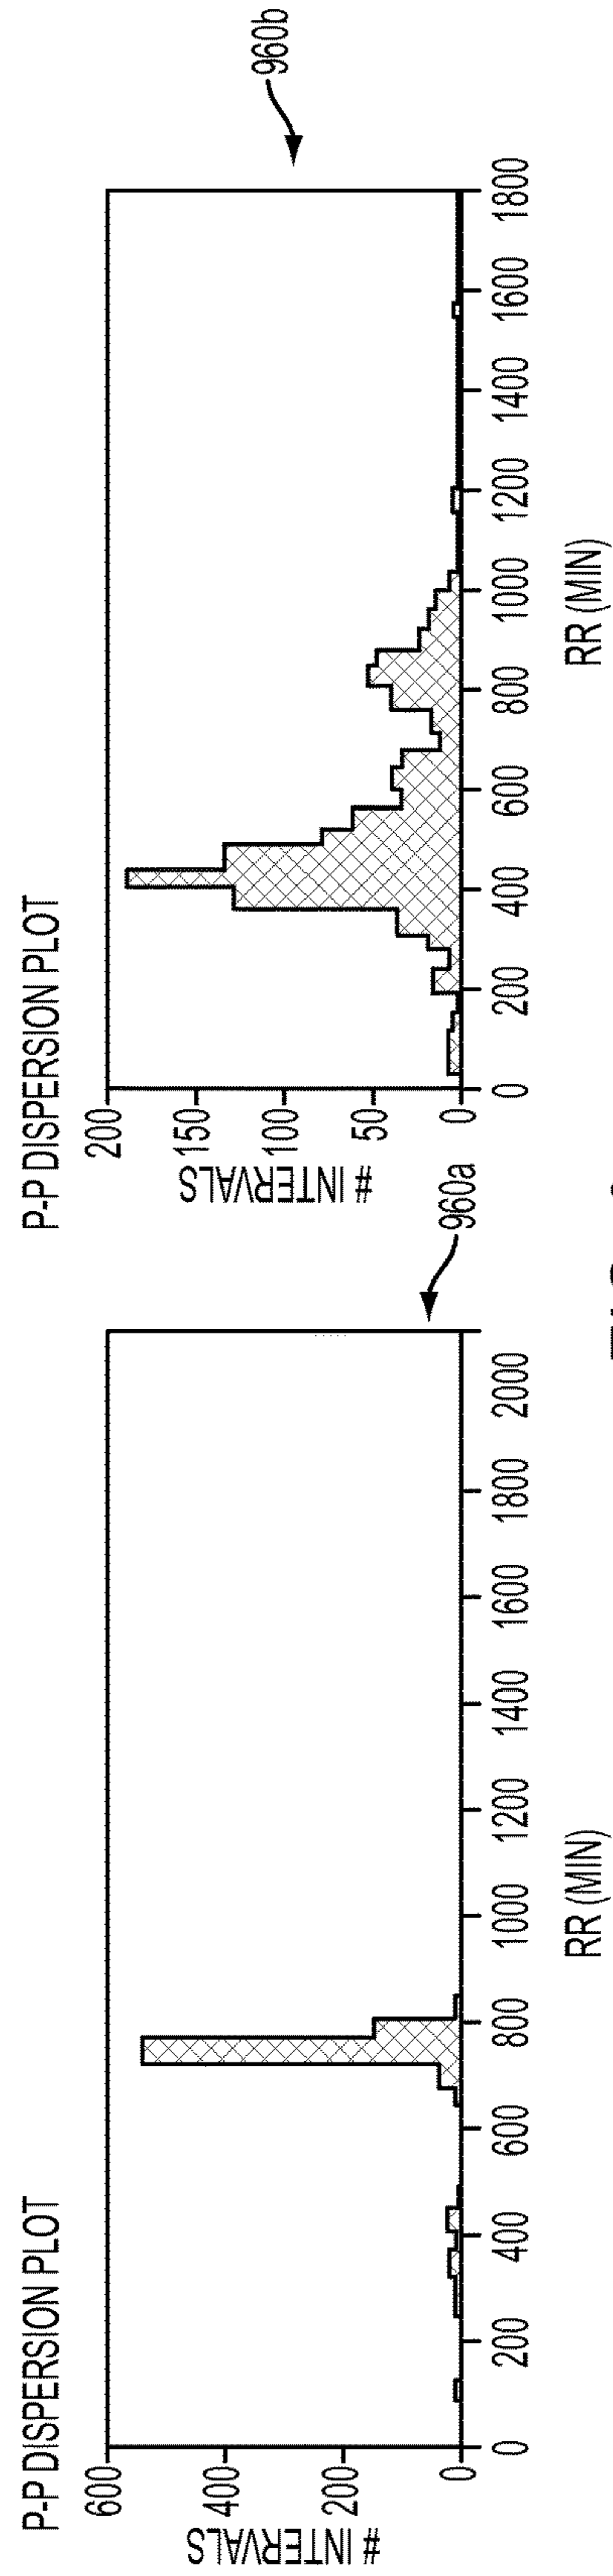 P-P DISPERSION PLOT
# INTERVALS
600
400
200
0
0 200 400 600 800 1000 1200 1400 1600 1800 2000
RR (MIN)
960a
P-P DISPERSION PLOT
# INTERVALS
200
150
100
50
0
0 200 400 600 800 1000 1200 1400 1600 1800
RR (MIN)
960b